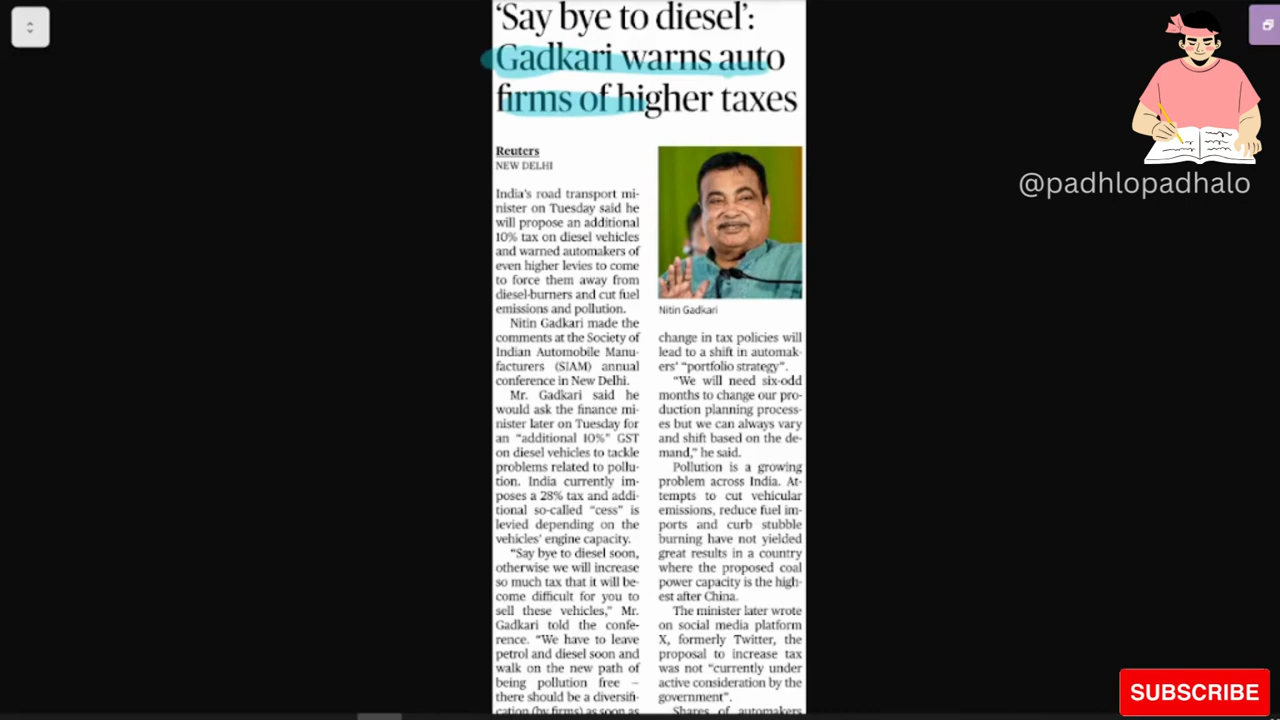 ‘Say bye to diesel’:
Gadkari warns auto
firms of higher taxes
Reuters
NEW DELHI
India’s road transport mi-
nister on Tuesday said he
will propose an additional
10% tax on diesel vehicles
and warned automakers of
even higher levies to come
to force them away from
diesel-burners and cut fuel
emissions and pollution.
Nitin Gadkari made the
comments at the Society of
Indian Automobile Manu-
facturers (SIAM) annual
conference in New Delhi.
Mr. Gadkari said he
would ask the finance mi-
nister later on Tuesday for
an “additional 10%” GST
on diesel vehicles to tackle
problems related to pollu-
tion. India currently im-
poses a 28% tax and addi-
tional so-called “cess” is
levied depending on the
vehicles’ engine capacity.
“Say bye to diesel soon,
otherwise we will increase
so much tax that it will be-
come difficult for you to
sell these vehicles,” Mr.
Gadkari told the confe-
rence. “We have to leave
petrol and diesel soon and
walk on the new path of
being pollution free –
there should be a diversifi-
cation (by firms) as soon as
Nitin Gadkari
change in tax policies will
lead to a shift in automak-
ers’ “portfolio strategy”.
“We will need six-odd
months to change our pro-
duction planning process-
es but we can always vary
and shift based on the de-
mand,” he said.
Pollution is a growing
problem across India. At-
tempts to cut vehicular
emissions, reduce fuel im-
ports and curb stubble
burning have not yielded
great results in a country
where the proposed coal
power capacity is the high-
est after China.
The minister later wrote
on social media platform
X, formerly Twitter, the
proposal to increase tax
was not “currently under
active consideration by the
government”.
Shares of automakers
@padhlopadhalo
SUBSCRIBE